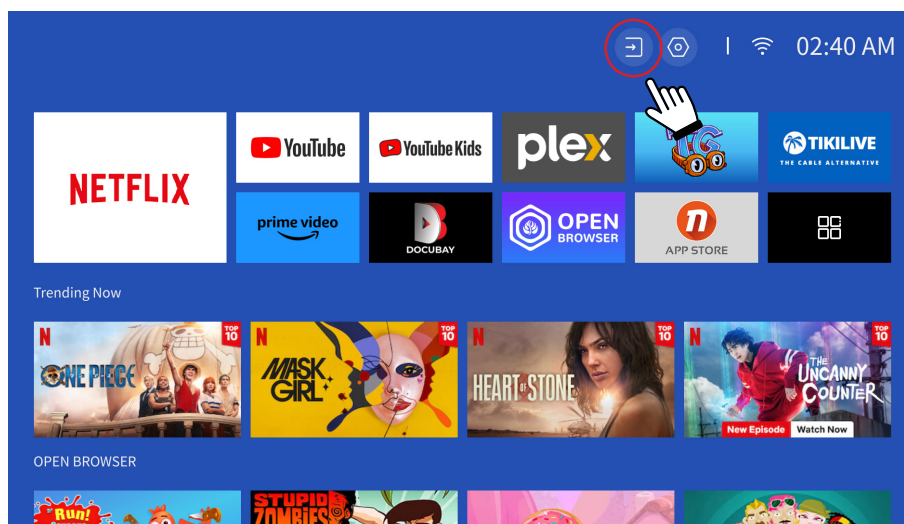 02:40 AM
NETFLIX
YouTube
YouTube Kids
plex
TG
TIKILIVE
THE CABLE ALTERNATIVE
prime video
DOCUBAY
OPEN
BROWSER
n
APP STORE
Trending Now
N
TOP
10
ONE PIECE
N
TOP
10
MASK
GIRL
N
TOP
10
HEART OF STONE
N
TOP
10
THE
UNCANNY
COUNTER
New Episode
Watch Now
OPEN BROWSER
Run!
STUPID
ZOMBIES